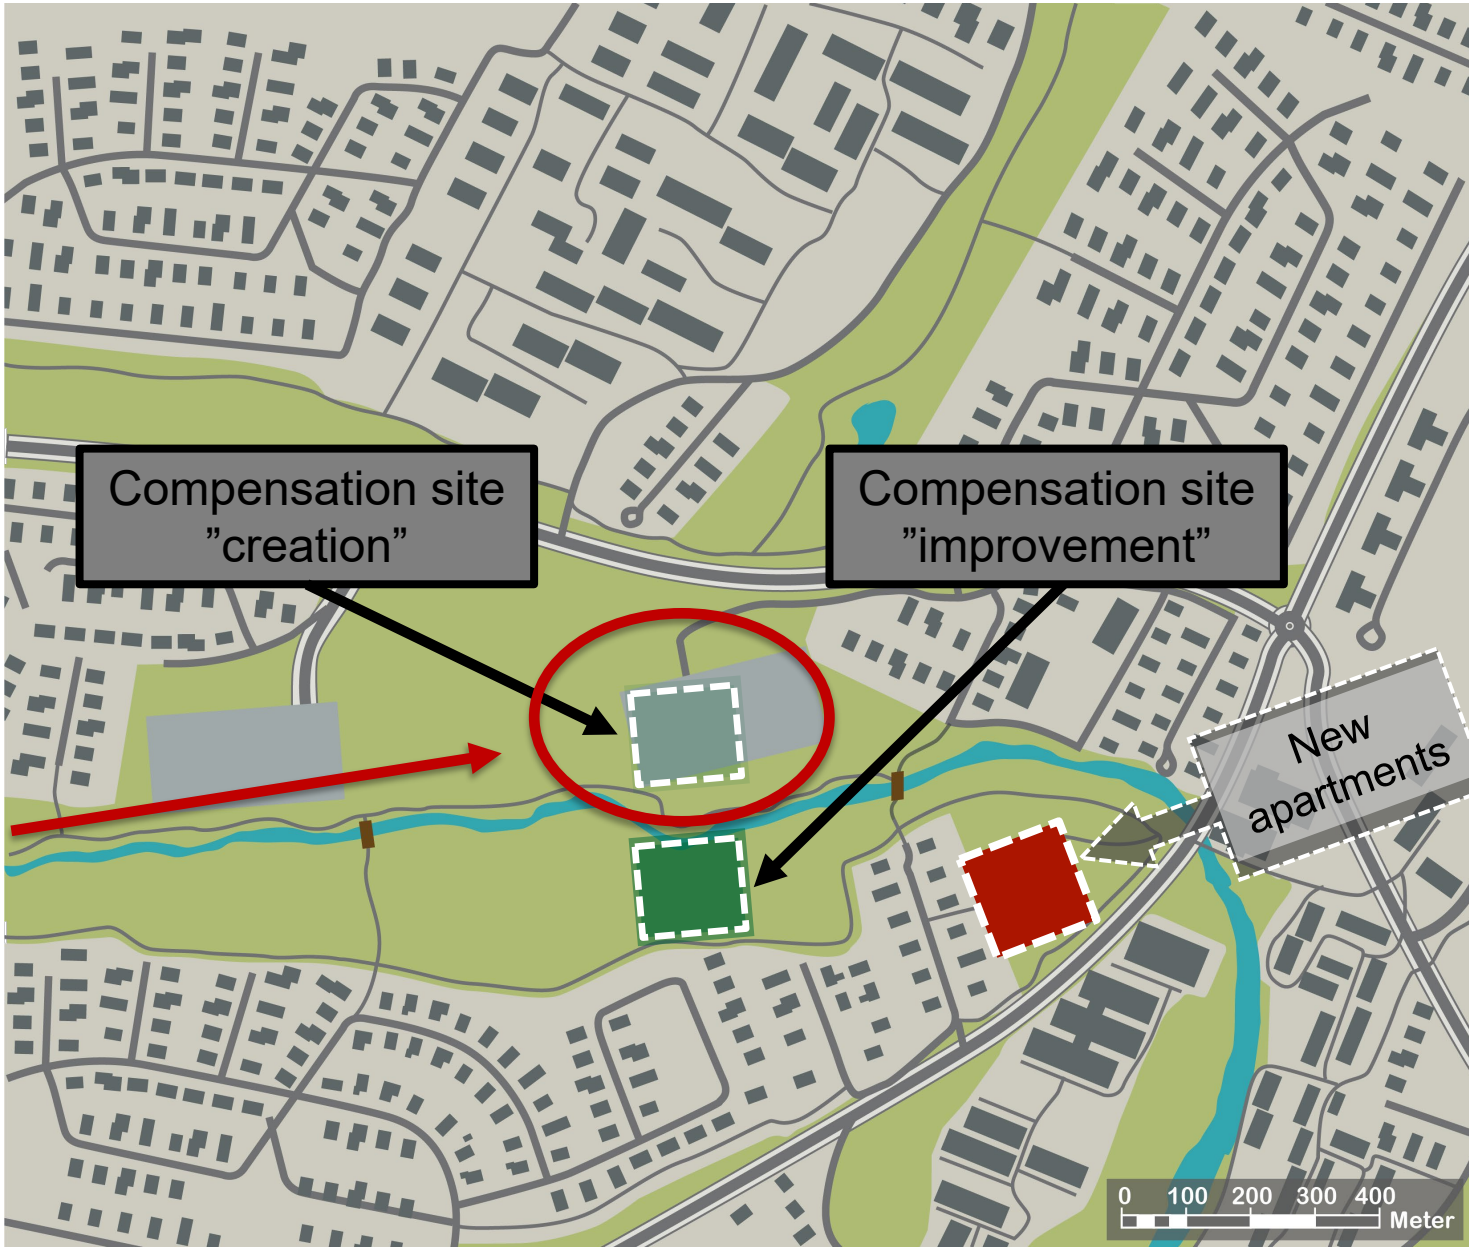 Compensation site
”creation”
Compensation site
”improvement”
New
apartments
0 100 200 300 400
Meter